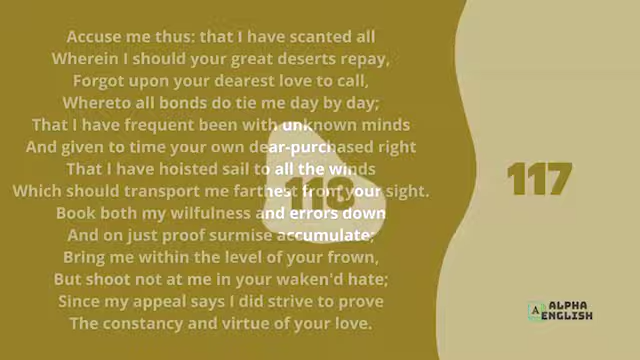 Accuse me thus: that I have scanted all
Wherein I should your great deserts repay,
Forgot upon your dearest love to call,
Whereto all bonds do tie me day by day;
That I have frequent been with unknown minds
And given to time your own dear-purchased right
That I have hoisted sail to all the winds
Which should transport me farthest from your sight.
Book both my wilfulness and errors down
And on just proof surmise accumulate;
Bring me within the level of your frown,
But shoot not at me in your waken'd hate;
Since my appeal says I did strive to prove
The constancy and virtue of your love.
117
A
ALPHA
ENGLISH